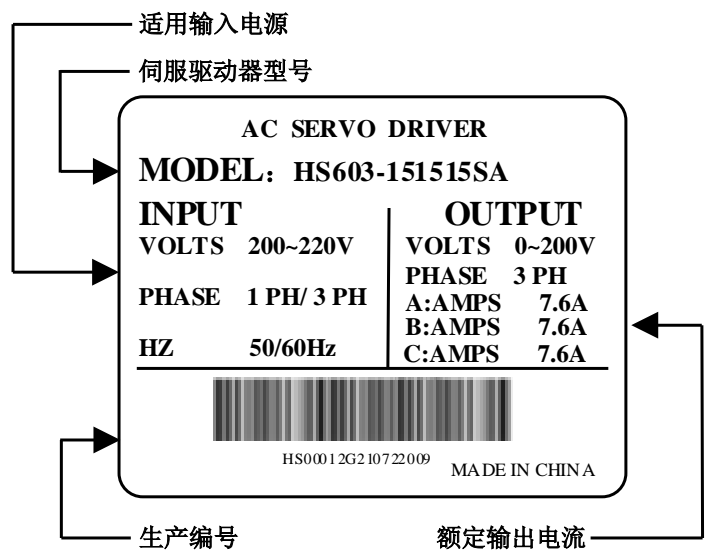 适用输入电源
伺服驱动器型号
AC SERVO DRIVER
MODEL：HS603-151515SA
INPUT
VOLTS 200~220V
PHASE 1 PH/ 3 PH
HZ 50/60Hz
OUTPUT
VOLTS 0~200V
PHASE 3 PH
A:AMPS 7.6A
B:AMPS 7.6A
C:AMPS 7.6A
HS00012G210722009
MADE IN CHINA
生产编号
额定输出电流